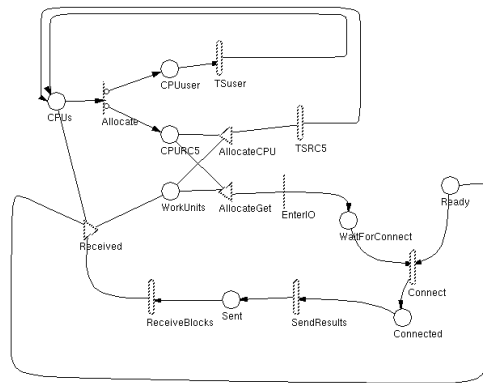 CPUuser
TSuser
CPUs
Allocate
CPURC5
AllocateCPU
TSRC5
WorkUnits
AllocateGet
EnterIO
Ready
WaitForConnect
Received
Connect
ReceiveBlocks
Sent
SendResults
Connected